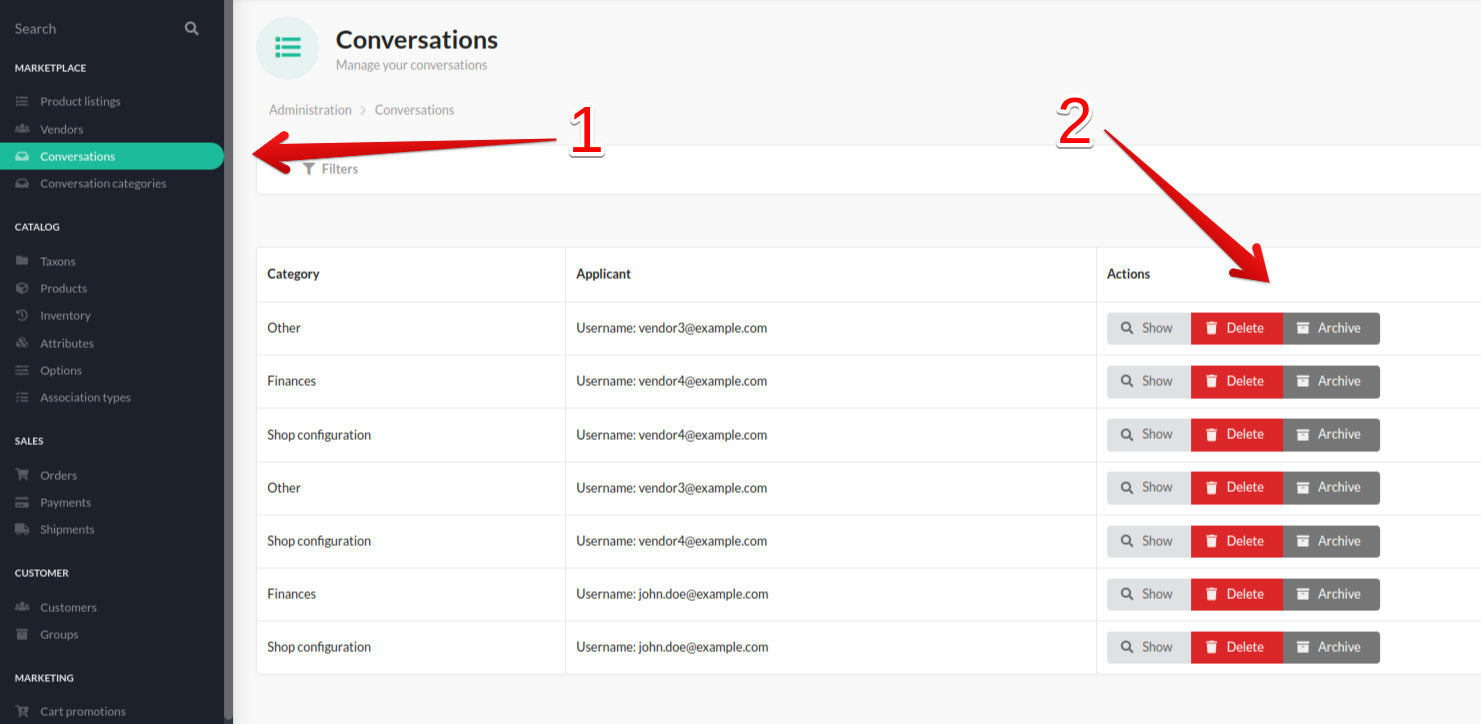 Search
MARKETPLACE
Product listings
Vendors
Conversations
Conversation categories
CATALOG
Taxons
Products
Inventory
Attributes
Options
Association types
SALES
Orders
Payments
Shipments
CUSTOMER
Customers
Groups
MARKETING
Cart promotions
Conversations
Manage your conversations
Administration > Conversations
1
2
Filters
Category Applicant Actions
Other Username: vendor3@example.com Show Delete Archive
Finances Username: vendor4@example.com Show Delete Archive
Shop configuration Username: vendor4@example.com Show Delete Archive
Other Username: vendor3@example.com Show Delete Archive
Shop configuration Username: vendor4@example.com Show Delete Archive
Finances Username: john.doe@example.com Show Delete Archive
Shop configuration Username: john.doe@example.com Show Delete Archive